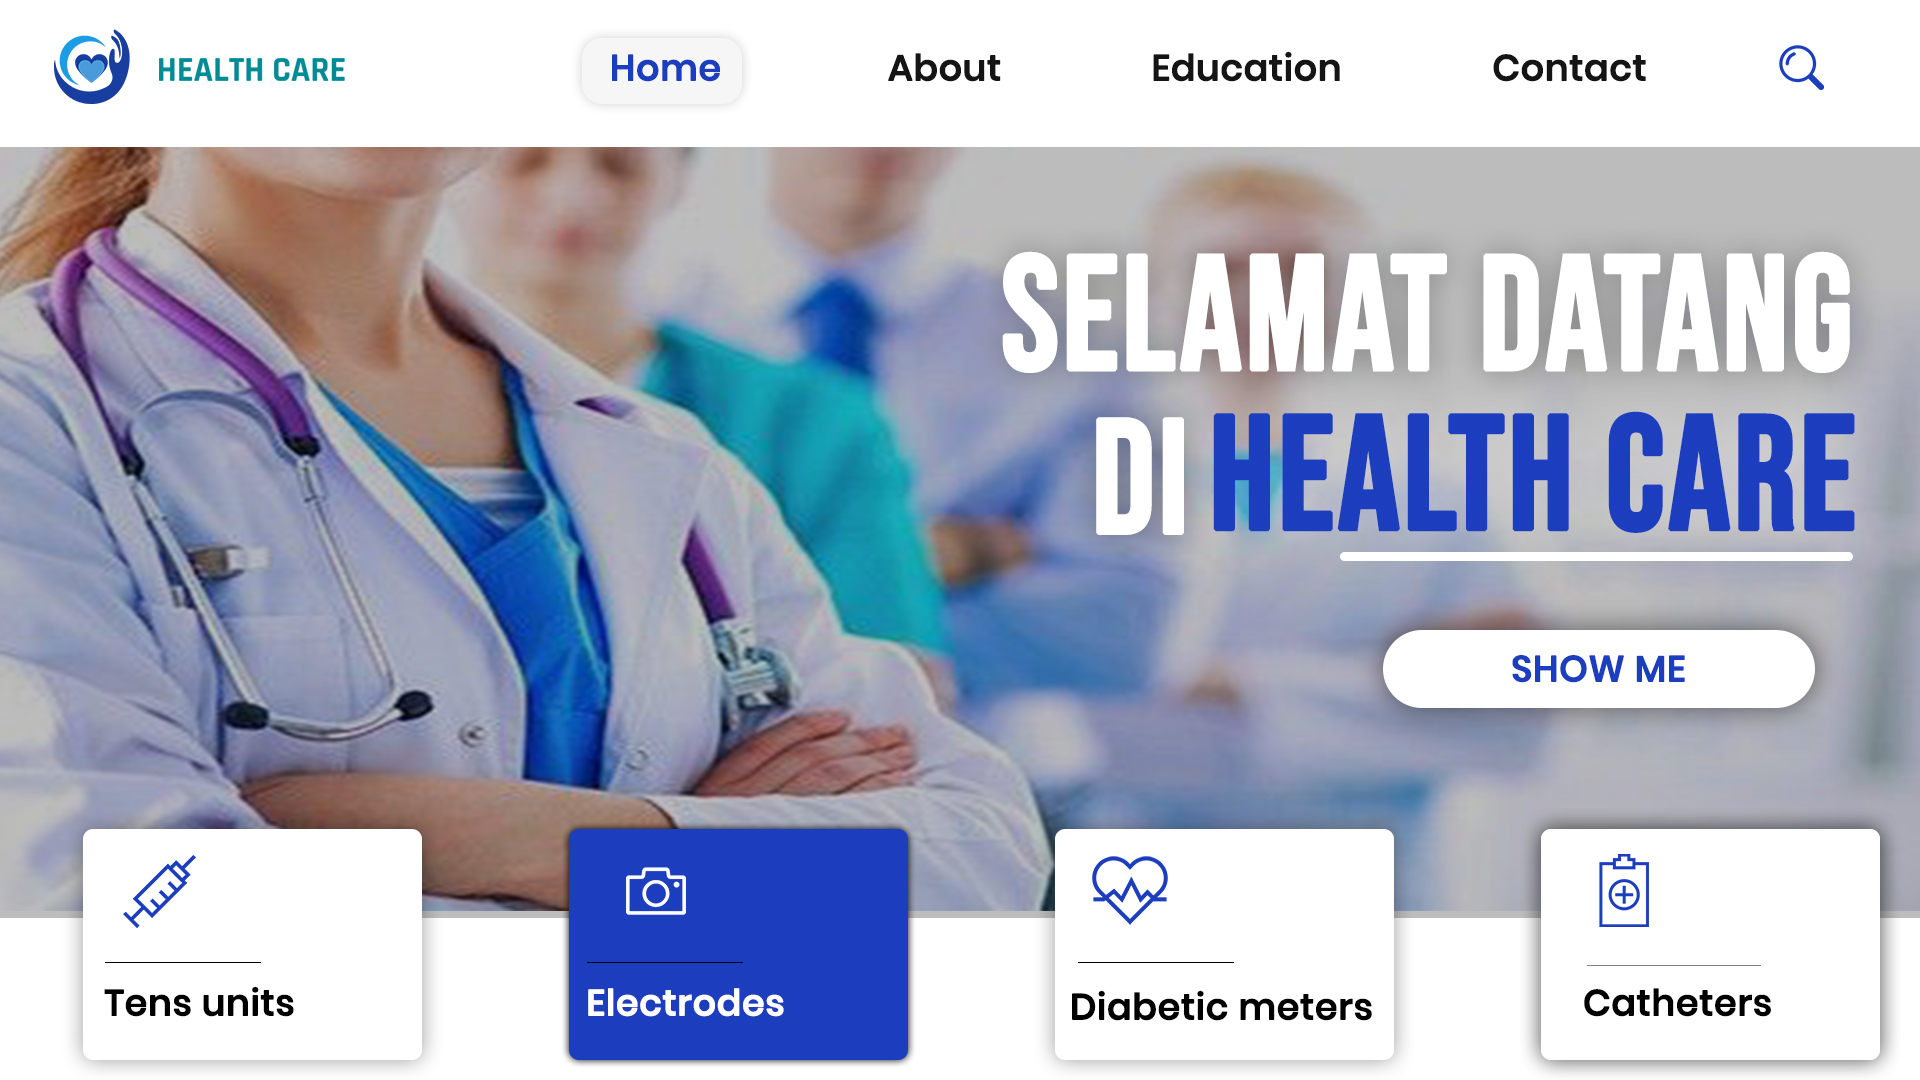 HEALTH CARE
Home
About
Education
Contact
SELAMAT DATANG
DI HEALTH CARE
SHOW ME
Tens units
Electrodes
Diabetic meters
Catheters